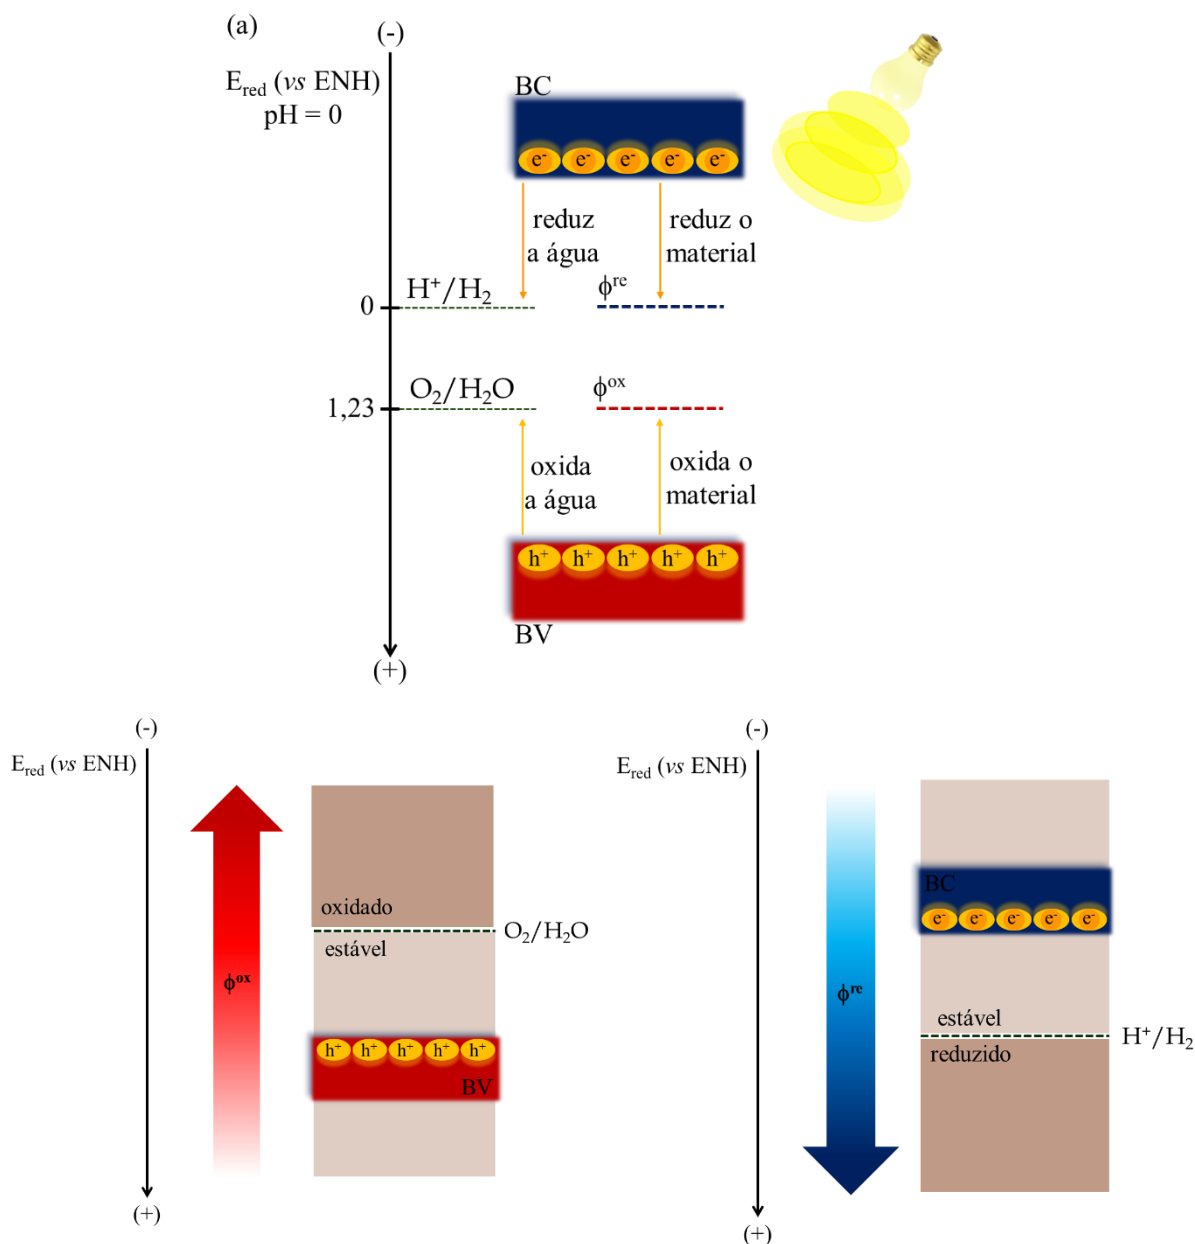 (a)
(-)
E_red (vs ENH)
pH = 0
BC
e⁻ e⁻ e⁻ e⁻ e⁻
reduz
a água
reduz o
material
H⁺/H₂
ϕ^re
0
O₂/H₂O
ϕ^ox
1,23
oxida
a água
oxida o
material
h⁺ h⁺ h⁺ h⁺ h⁺
BV
(+)
(-)
E_red (vs ENH)
oxidado
O₂/H₂O
estável
ϕ^ox
h⁺ h⁺ h⁺ h⁺ h⁺
BV
(+)
(-)
E_red (vs ENH)
BC
e⁻ e⁻ e⁻ e⁻ e⁻
ϕ^re
estável
H⁺/H₂
reduzido
(+)